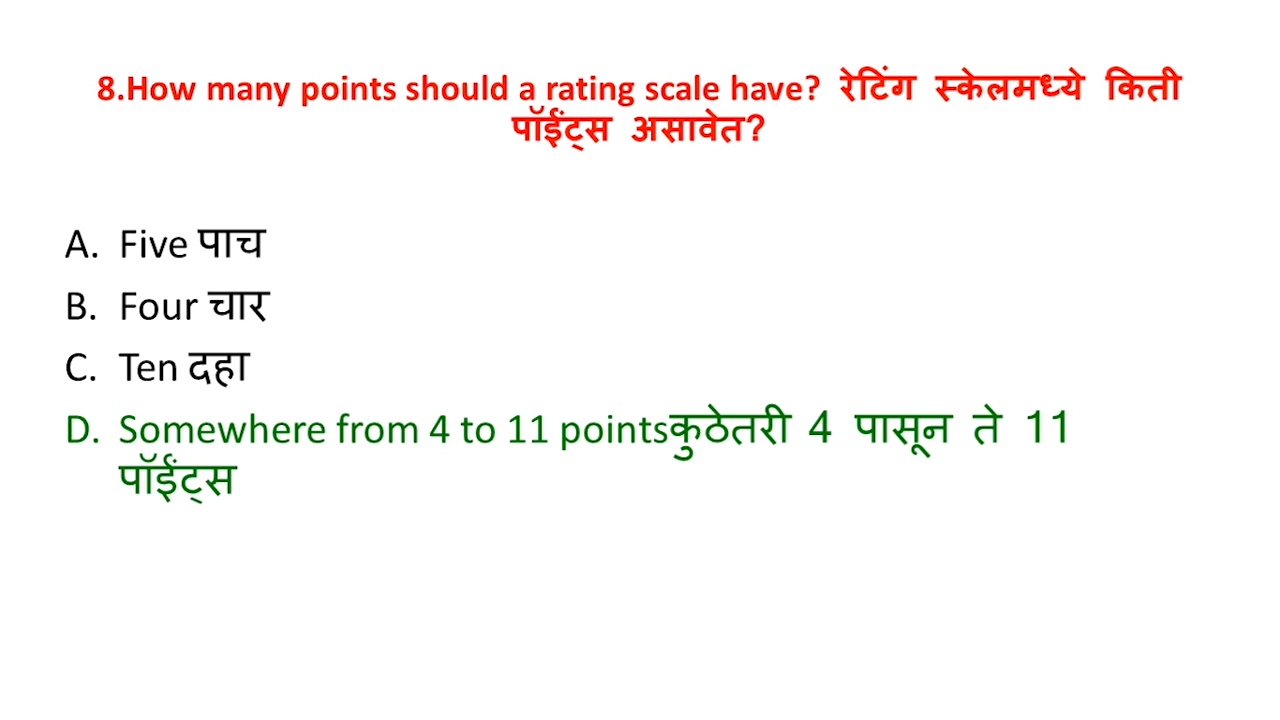 8.How many points should a rating scale have? रेटिंग स्केलमध्ये किती
पॉईंट्स असावेत?
A. Five पाच
B. Four चार
C. Ten दहा
D. Somewhere from 4 to 11 pointsकुठेतरी 4 पासून ते 11
पॉईंट्स